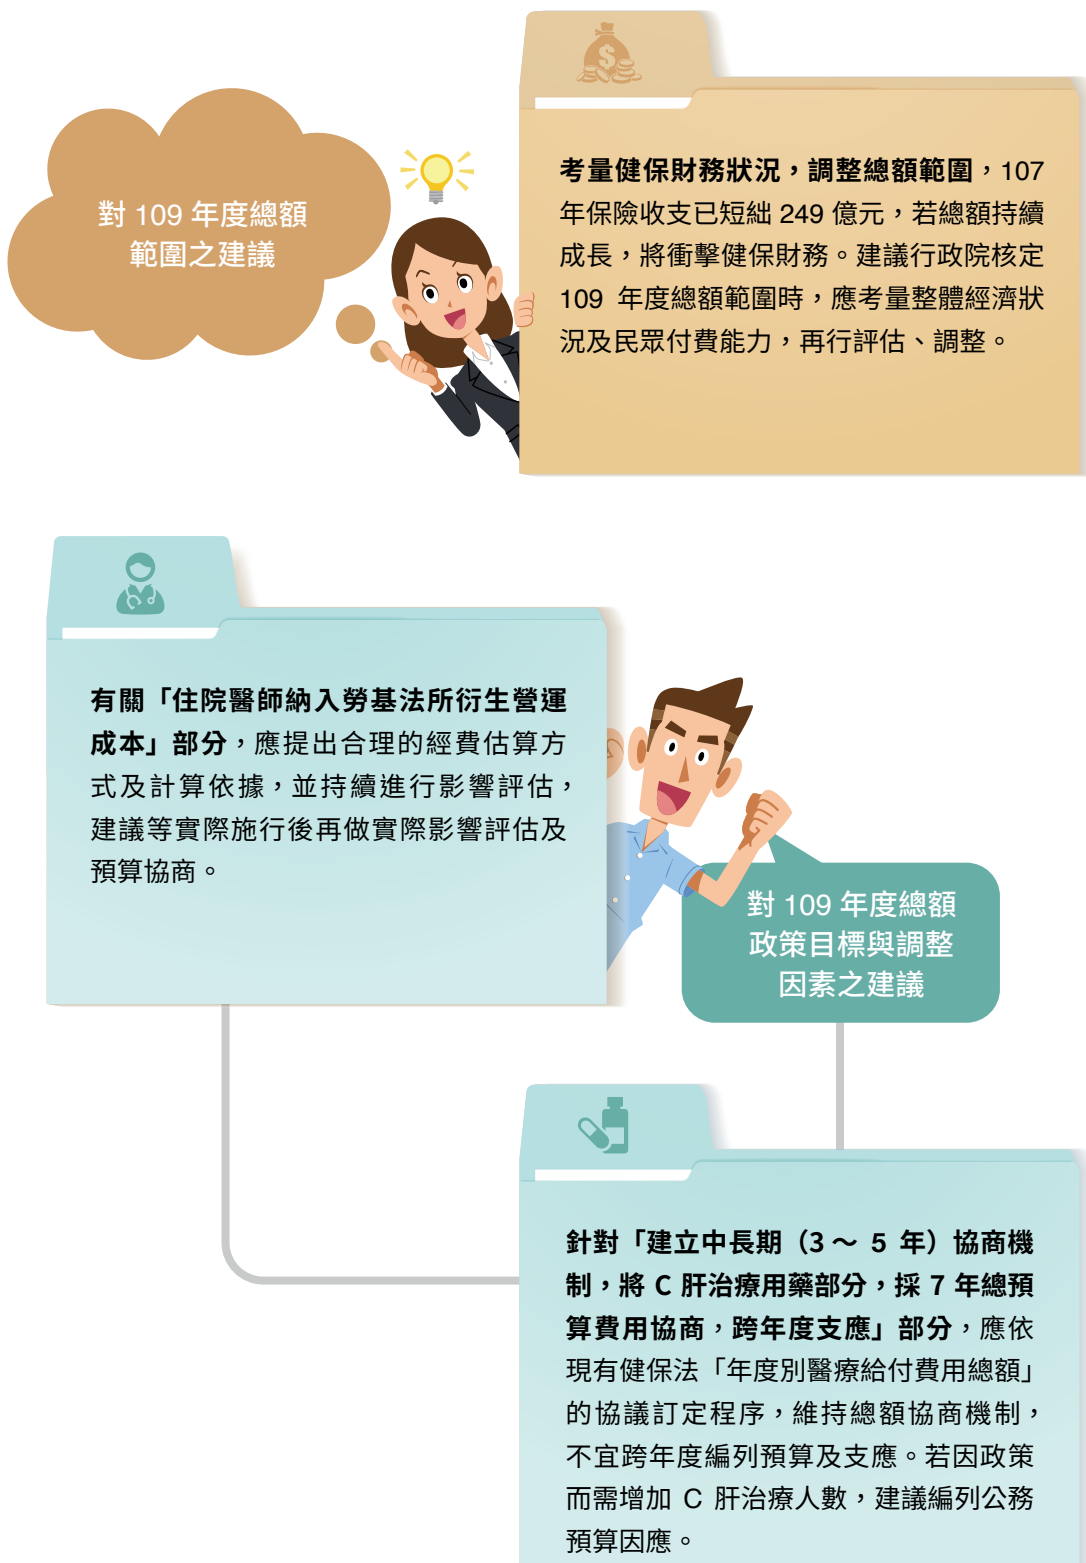 對 109 年度總額
範圍之建議
考量健保財務狀況，調整總額範圍，107
年保險收支已短絀 249 億元，若總額持續
成長，將衝擊健保財務。建議行政院核定
109 年度總額範圍時，應考量整體經濟狀
況及民眾付費能力，再行評估、調整。
有關「住院醫師納入勞基法所衍生營運
成本」部分，應提出合理的經費估算方
式及計算依據，並持續進行影響評估，
建議等實際施行後再做實際影響評估及
預算協商。
對 109 年度總額
政策目標與調整
因素之建議
針對「建立中長期（3 ～ 5 年）協商機
制，將 C 肝治療用藥部分，採 7 年總預
算費用協商，跨年度支應」部分，應依
現有健保法「年度別醫療給付費用總額」
的協議訂定程序，維持總額協商機制，
不宜跨年度編列預算及支應。若因政策
而需增加 C 肝治療人數，建議編列公務
預算因應。